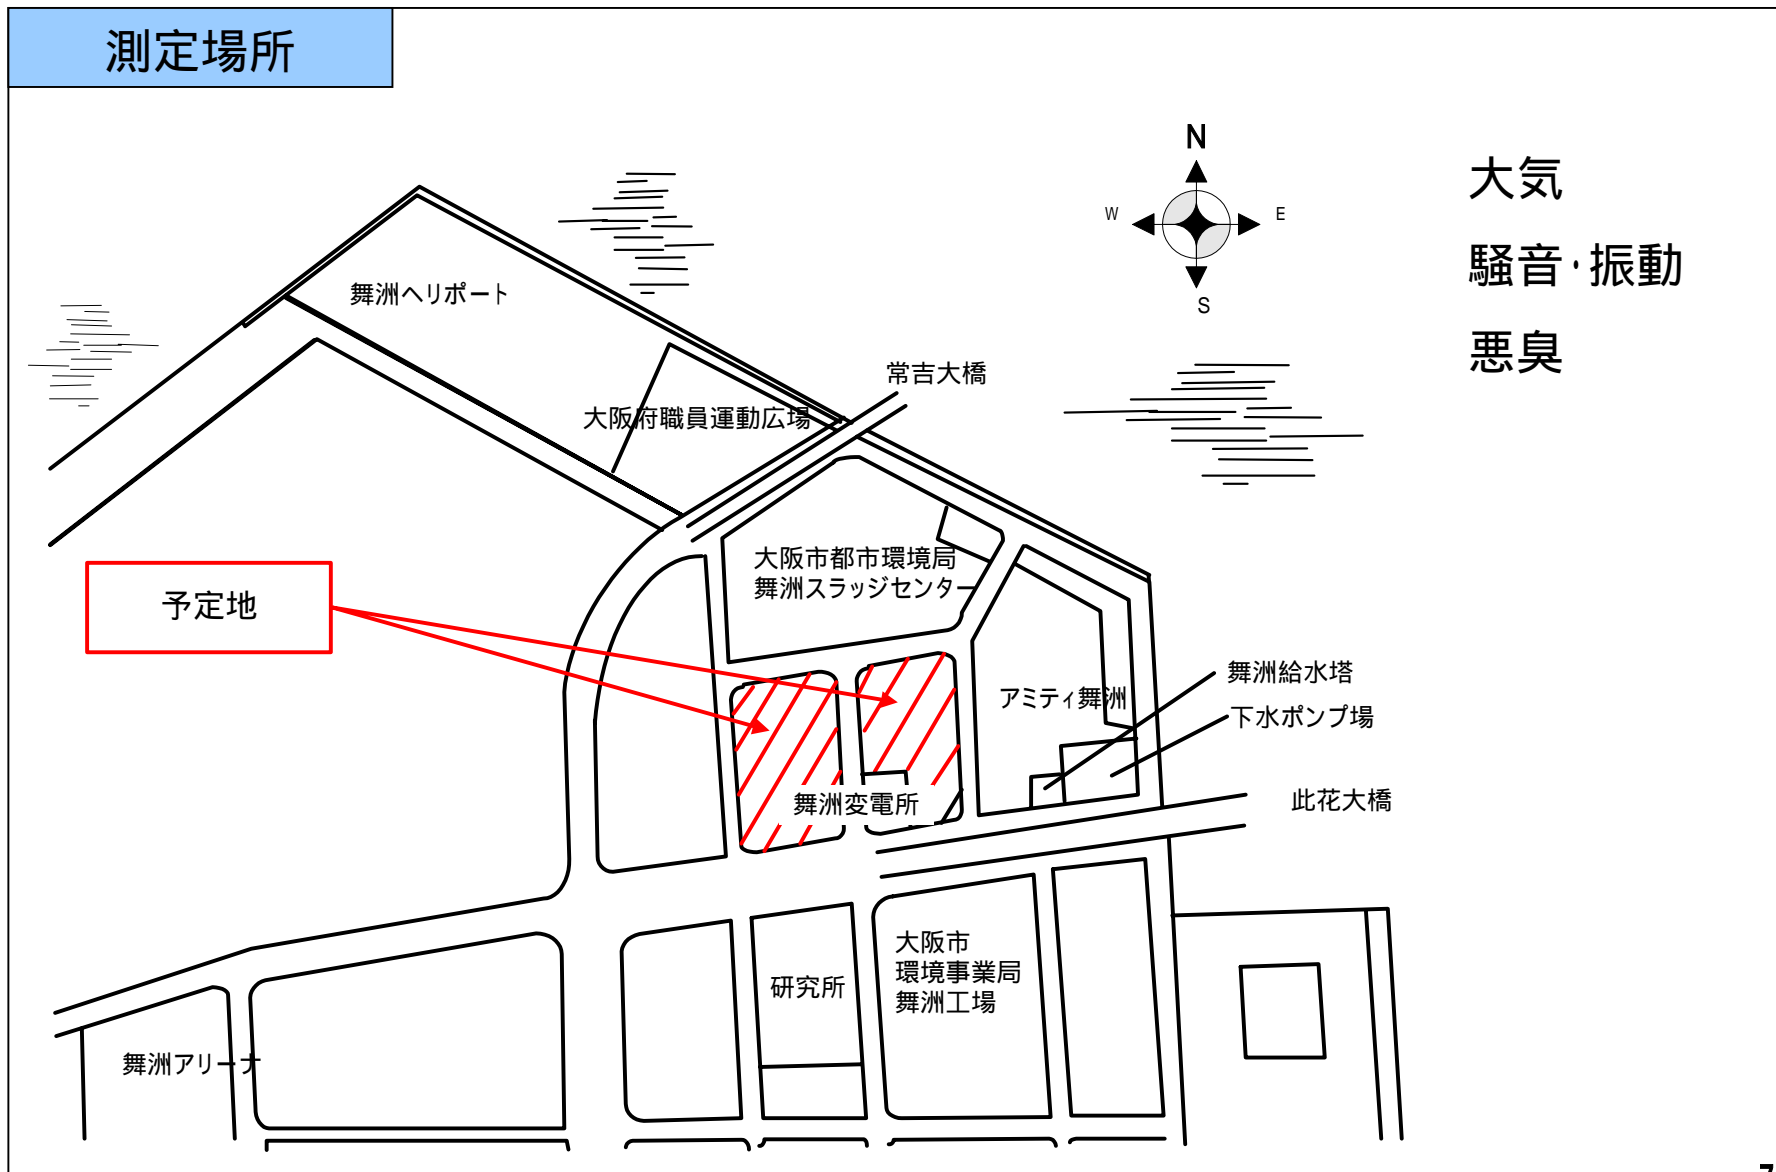 測定場所
N
W
E
S
大気
騒音・振動
悪臭
舞洲ヘリポート
常吉大橋
大阪府職員運動広場
大阪市都市環境局
舞洲スラッジセンター
予定地
アミティ舞洲
舞洲給水塔
下水ポンプ場
舞洲変電所
此花大橋
大阪市
環境事業局
舞洲工場
研究所
舞洲アリーナ